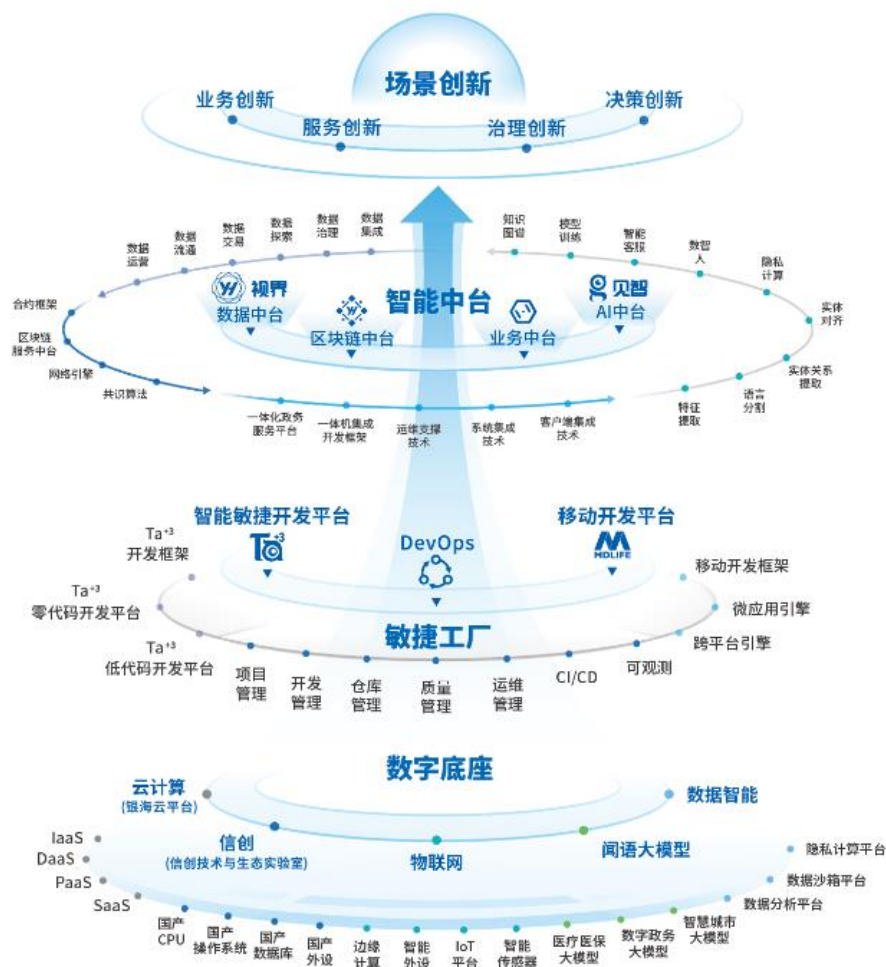 场景创新
业务创新
服务创新
治理创新
决策创新
数据
运营
数据
流通
数据
交易
数据
探索
数据
治理
数据
集成
知识
图谱
模型
训练
智能
客服
数智
人
隐私
计算
实体
对齐
实体关系
提取
语言
分割
特征
提取
合约框架
区块链
服务中台
网络引擎
共识算法
智能中台
视界
数据中台
区块链中台
业务中台
贝智
AI中台
一体化政务
服务平台
一体机集成
开发框架
运维支撑
技术
系统集成
技术
客户端集成
技术
智能敏捷开发平台
Ta+3
DevOps
移动开发平台
MDLIFE
Ta+3
开发框架
Ta+3
零代码开发平台
Ta+3
低代码开发平台
敏捷工厂
移动开发框架
微应用引擎
跨平台引擎
项目
管理
开发
管理
仓库
管理
质量
管理
运维
管理
CI/CD
可观测
数字底座
云计算
(银海云平台)
信创
(信创技术与生态实验室)
物联网
闻语大模型
数据智能
IaaS
DaaS
PaaS
SaaS
国产
CPU
国产
操作系统
国产
数据库
国产
外设
边缘
计算
智能
外设
IoT
平台
智能
传感器
医疗医保
大模型
数字政务
大模型
智慧城市
大模型
数据分析平台
数据沙箱平台
隐私计算平台